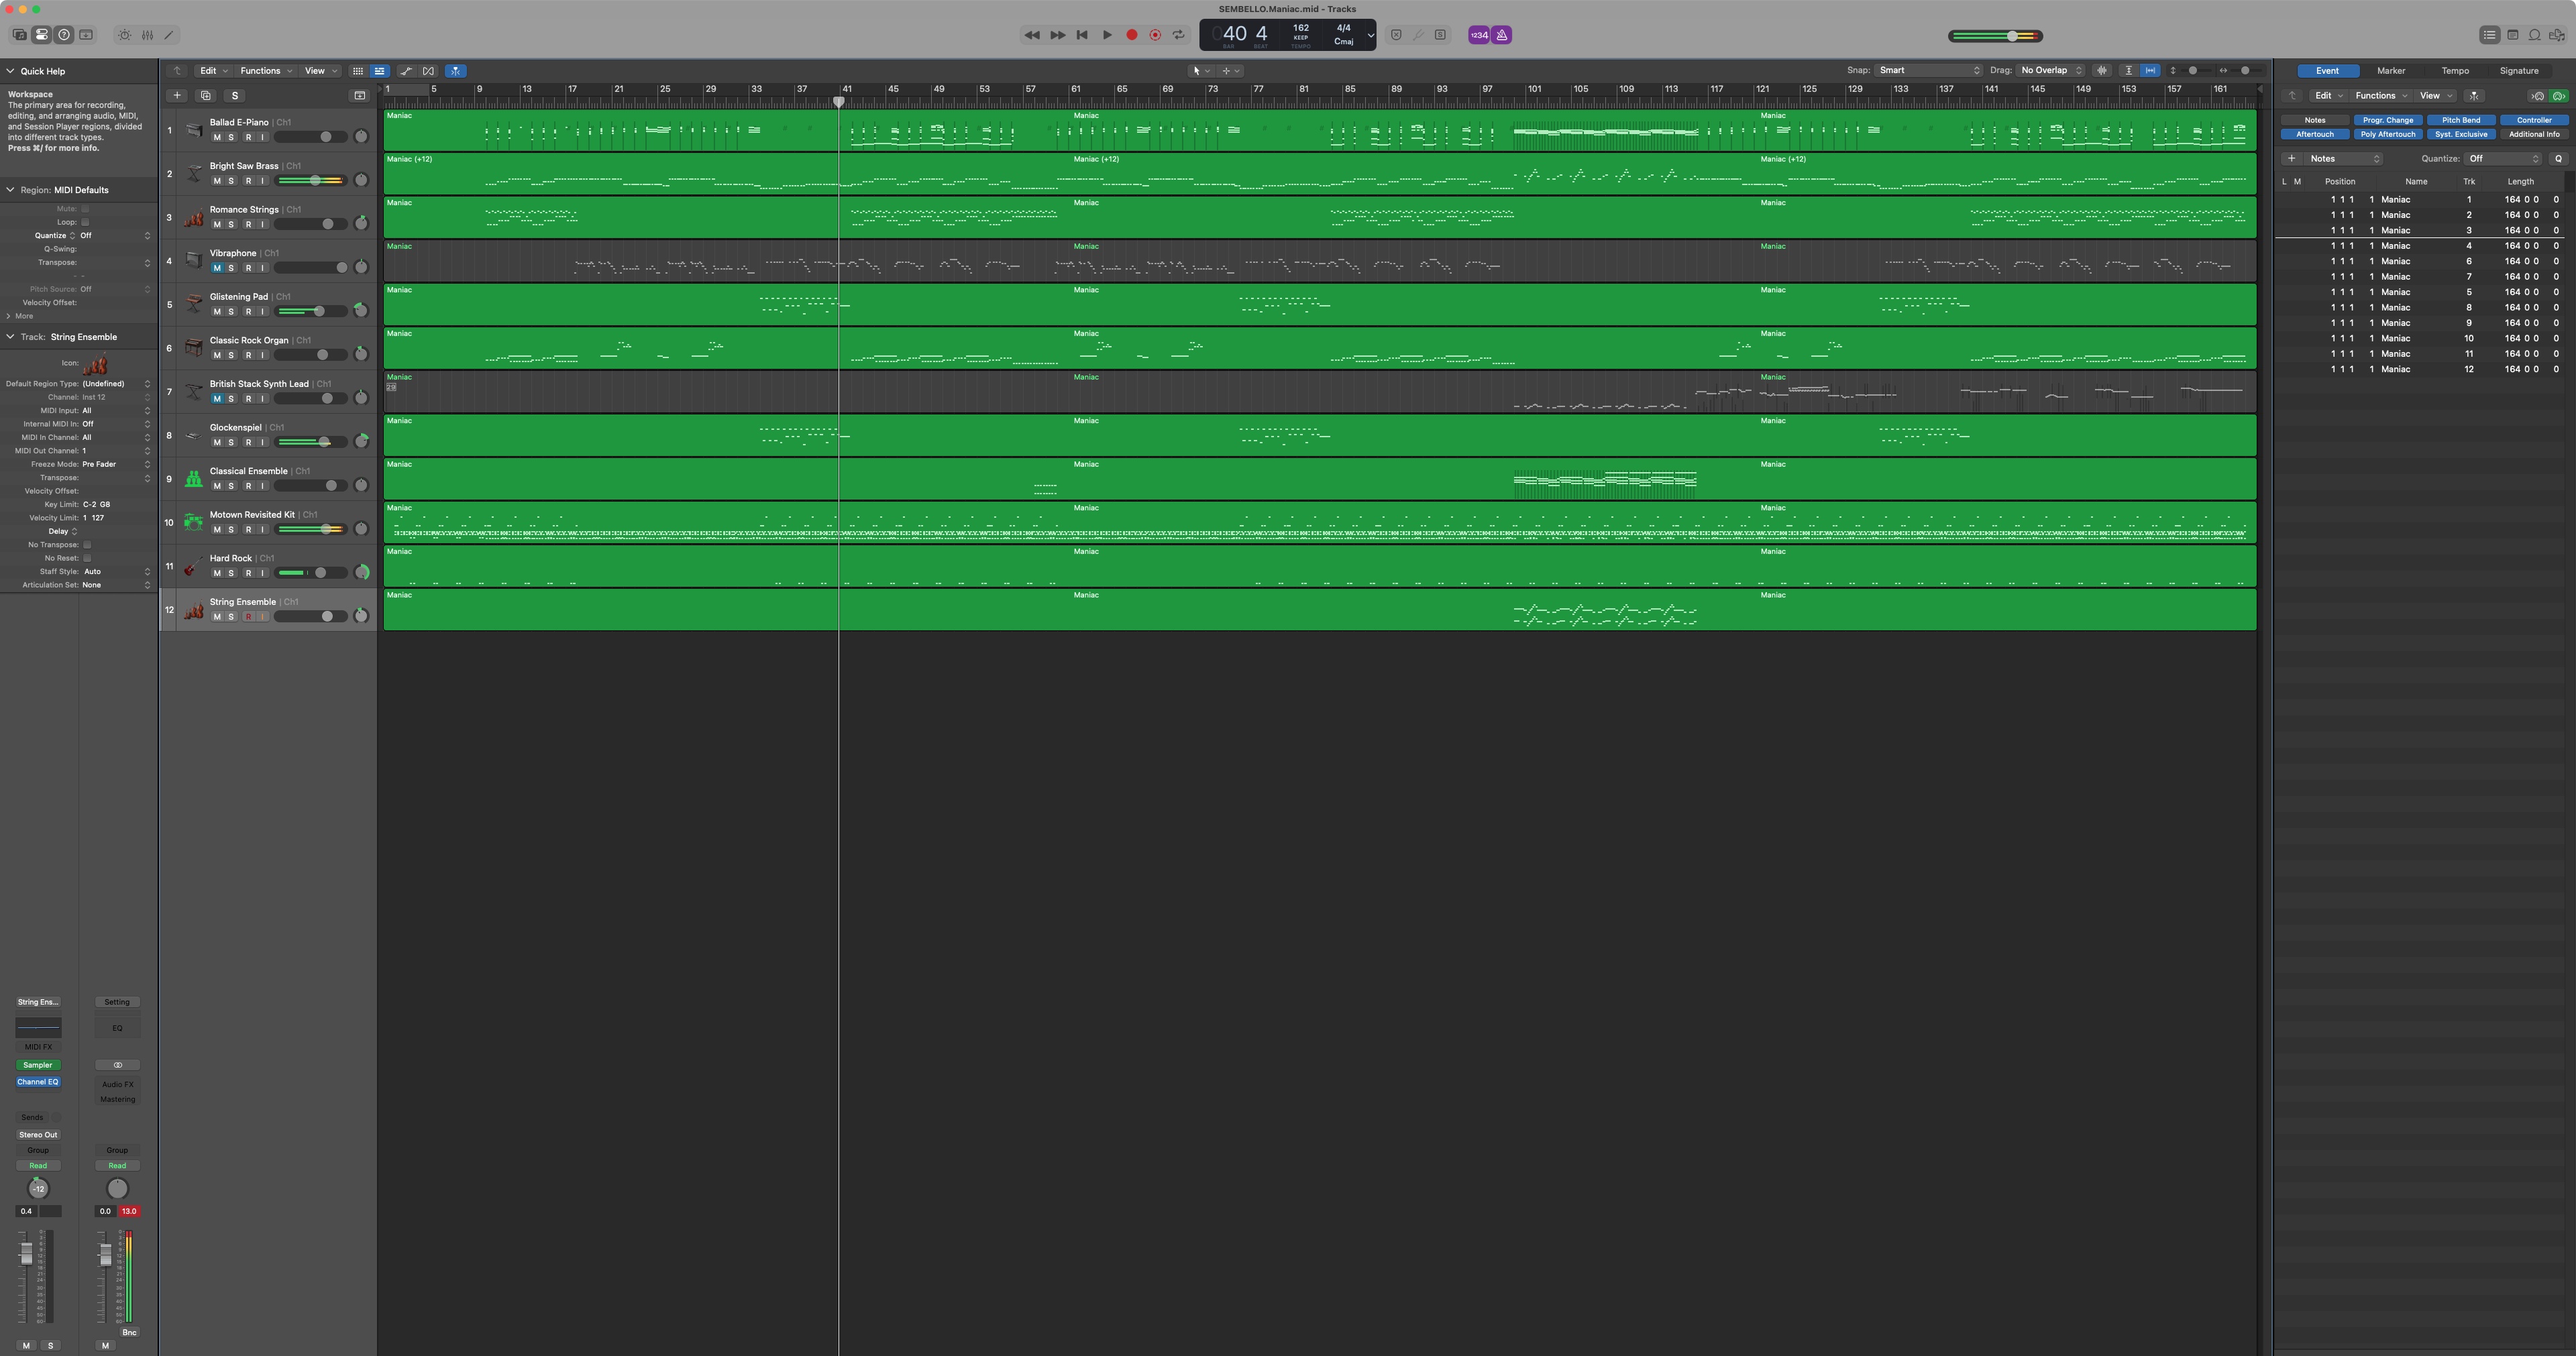 SEMBELLO.Maniac.mid - Tracks
40 4
BAR BEAT
162
KEEP
TEMPO
4/4
Cmaj
1234
Quick Help
Workspace
The primary area for recording,
editing, and arranging audio, MIDI,
and Session Player regions, divided
into different track types.
Press ⌘/ for more info.
Region: MIDI Defaults
Mute:
Loop:
Quantize Off
Q-Swing:
Transpose:
Pitch Source: Off
Velocity Offset:
More
Track: String Ensemble
Icon:
Default Region Type: (Undefined)
Channel: Inst 12
MIDI Input: All
Internal MIDI In: Off
MIDI In Channel: All
MIDI Out Channel: 1
Freeze Mode: Pre Fader
Transpose:
Velocity Offset:
Key Limit: C-2 G8
Velocity Limit: 1 127
Delay
No Transpose:
No Reset:
Staff Style: Auto
Articulation Set: None
String Ens... Setting
EQ
MIDI FX
Sampler
Channel EQ
Audio FX
Mastering
Sends
Stereo Out
Group Group
Read Read
-12
0.4 0.0 13.0
Bnc
M S M
Edit Functions View
Snap: Smart Drag: No Overlap
S
1 5 9 13 17 21 25 29 33 37 41 45 49 53 57 61 65 69 73 77 81 85 89 93 97 101 105 109 113 117 121 125 129 133 137 141 145 149 153 157 161
1 Ballad E-Piano | Ch1
M S R I
Maniac Maniac Maniac
2 Bright Saw Brass | Ch1
M S R I
Maniac (+12) Maniac (+12) Maniac (+12)
3 Romance Strings | Ch1
M S R I
Maniac Maniac Maniac
4 Vibraphone | Ch1
M S R I
Maniac Maniac Maniac
5 Glistening Pad | Ch1
M S R I
Maniac Maniac Maniac
6 Classic Rock Organ | Ch1
M S R I
Maniac Maniac Maniac
7 British Stack Synth Lead | Ch1
M S R I
Maniac Maniac Maniac
8 Glockenspiel | Ch1
M S R I
Maniac Maniac Maniac
9 Classical Ensemble | Ch1
M S R I
Maniac Maniac Maniac
10 Motown Revisited Kit | Ch1
M S R I
Maniac Maniac Maniac
11 Hard Rock | Ch1
M S R I
Maniac Maniac Maniac
12 String Ensemble | Ch1
M S R I
Maniac Maniac Maniac
Event Marker Tempo Signature
Edit Functions View
Notes Progr. Change Pitch Bend Controller
Aftertouch Poly Aftertouch Syst. Exclusive Additional Info
+ Notes Quantize: Off Q
L M Position Name Trk Length
1 1 1 1 Maniac 1 164 0 0 0
1 1 1 1 Maniac 2 164 0 0 0
1 1 1 1 Maniac 3 164 0 0 0
1 1 1 1 Maniac 4 164 0 0 0
1 1 1 1 Maniac 6 164 0 0 0
1 1 1 1 Maniac 7 164 0 0 0
1 1 1 1 Maniac 5 164 0 0 0
1 1 1 1 Maniac 8 164 0 0 0
1 1 1 1 Maniac 9 164 0 0 0
1 1 1 1 Maniac 10 164 0 0 0
1 1 1 1 Maniac 11 164 0 0 0
1 1 1 1 Maniac 12 164 0 0 0